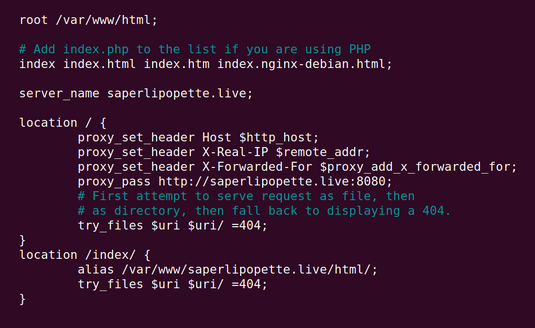 root /var/www/html;
# Add index.php to the list if you are using PHP
index index.html index.htm index.nginx-debian.html;
server_name saperlipopette.live;
location / {
proxy_set_header Host $http_host;
proxy_set_header X-Real-IP $remote_addr;
proxy_set_header X-Forwarded-For $proxy_add_x_forwarded_for;
proxy_pass http://saperlipopette.live:8080;
# First attempt to serve request as file, then
# as directory, then fall back to displaying a 404.
try_files $uri $uri/ =404;
}
location /index/ {
alias /var/www/saperlipopette.live/html/;
try_files $uri $uri/ =404;
}